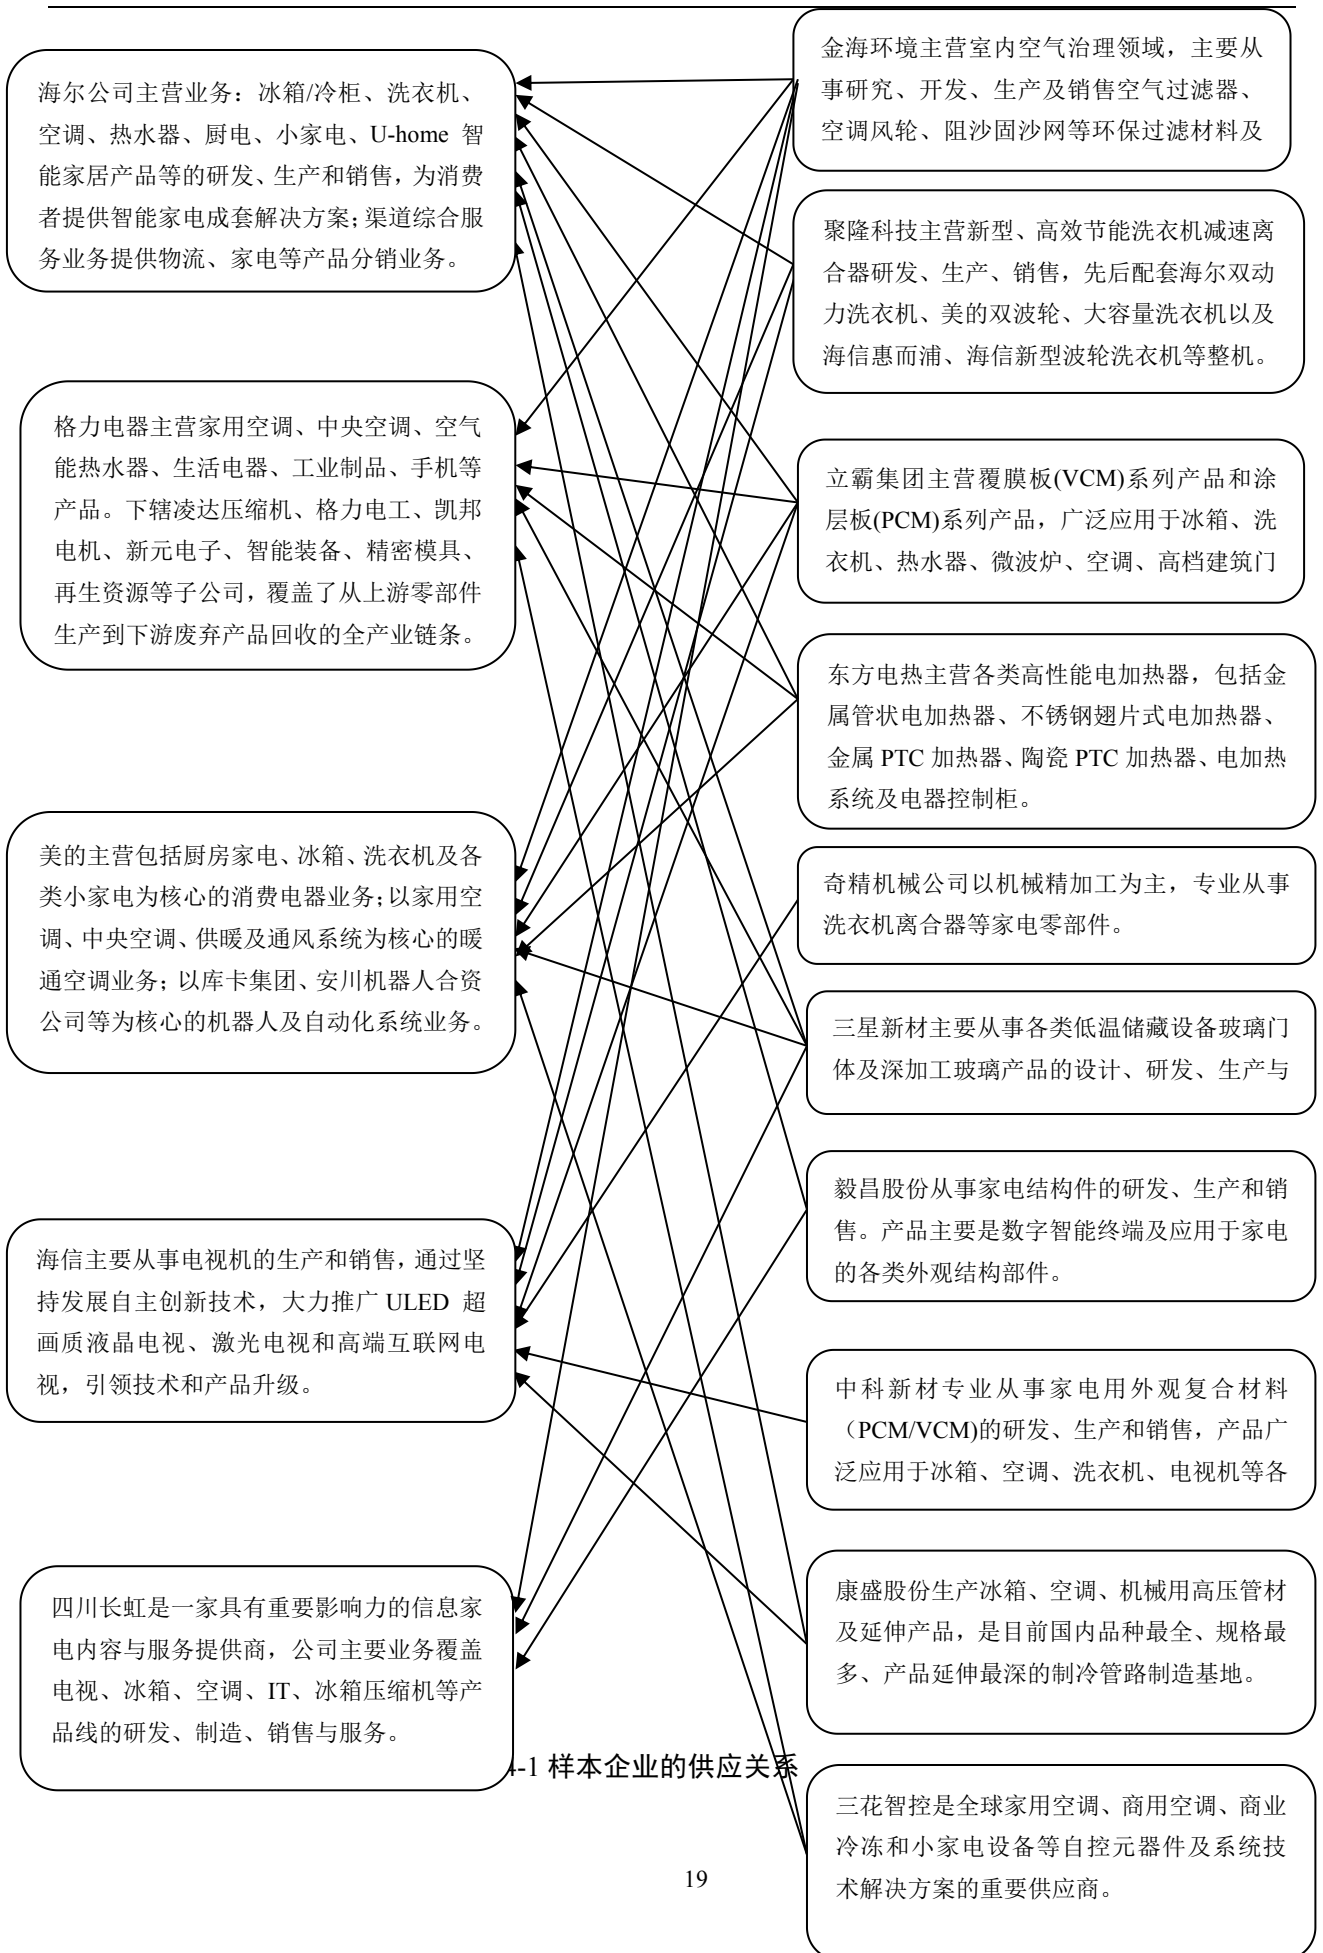 海尔公司主营业务：冰箱/冷柜、洗衣机、
空调、热水器、厨电、小家电、U-home 智
能家居产品等的研发、生产和销售，为消费
者提供智能家电成套解决方案；渠道综合服
务业务提供物流、家电等产品分销业务。
格力电器主营家用空调、中央空调、空气
能热水器、生活电器、工业制品、手机等
产品。下辖凌达压缩机、格力电工、凯邦
电机、新元电子、智能装备、精密模具、
再生资源等子公司，覆盖了从上游零部件
生产到下游废弃产品回收的全产业链条。
美的主营包括厨房家电、冰箱、洗衣机及各
类小家电为核心的消费电器业务；以家用空
调、中央空调、供暖及通风系统为核心的暖
通空调业务；以库卡集团、安川机器人合资
公司等为核心的机器人及自动化系统业务。
海信主要从事电视机的生产和销售，通过坚
持发展自主创新技术，大力推广 ULED 超
画质液晶电视、激光电视和高端互联网电
视，引领技术和产品升级。
四川长虹是一家具有重要影响力的信息家
电内容与服务提供商，公司主要业务覆盖
电视、冰箱、空调、IT、冰箱压缩机等产
品线的研发、制造、销售与服务。
金海环境主营室内空气治理领域，主要从
事研究、开发、生产及销售空气过滤器、
空调风轮、阻沙固沙网等环保过滤材料及
聚隆科技主营新型、高效节能洗衣机减速离
合器研发、生产、销售，先后配套海尔双动
力洗衣机、美的双波轮、大容量洗衣机以及
海信惠而浦、海信新型波轮洗衣机等整机。
立霸集团主营覆膜板(VCM)系列产品和涂
层板(PCM)系列产品，广泛应用于冰箱、洗
衣机、热水器、微波炉、空调、高档建筑门
东方电热主营各类高性能电加热器，包括金
属管状电加热器、不锈钢翅片式电加热器、
金属 PTC 加热器、陶瓷 PTC 加热器、电加热
系统及电器控制柜。
奇精机械公司以机械精加工为主，专业从事
洗衣机离合器等家电零部件。
三星新材主要从事各类低温储藏设备玻璃门
体及深加工玻璃产品的设计、研发、生产与
毅昌股份从事家电结构件的研发、生产和销
售。产品主要是数字智能终端及应用于家电
的各类外观结构部件。
中科新材专业从事家电用外观复合材料
（PCM/VCM)的研发、生产和销售，产品广
泛应用于冰箱、空调、洗衣机、电视机等各
康盛股份生产冰箱、空调、机械用高压管材
及延伸产品，是目前国内品种最全、规格最
多、产品延伸最深的制冷管路制造基地。
三花智控是全球家用空调、商用空调、商业
冷冻和小家电设备等自控元器件及系统技
术解决方案的重要供应商。
-1 样本企业的供应关系
19